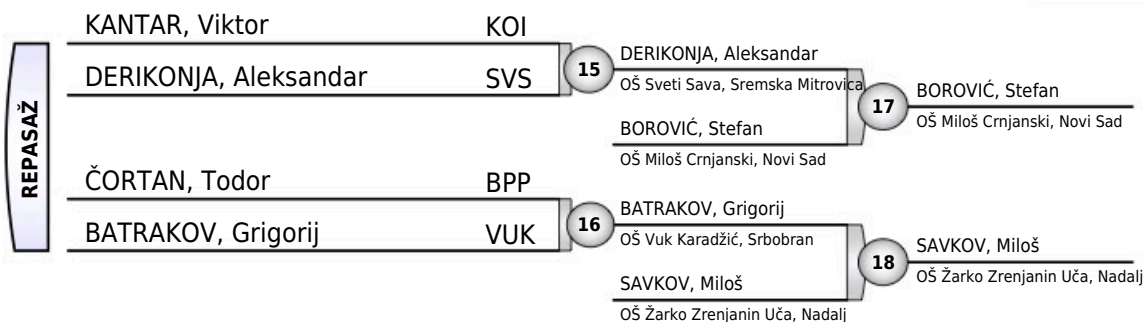 REPASAŽ
KANTAR, Viktor KOI
DERIKONJA, Aleksandar SVS
15
DERIKONJA, Aleksandar
OŠ Sveti Sava, Sremska Mitrovica
BOROVIĆ, Stefan
OŠ Miloš Crnjanski, Novi Sad
17
BOROVIĆ, Stefan
OŠ Miloš Crnjanski, Novi Sad
ČORTAN, Todor BPP
BATRAKOV, Grigorij VUK
16
BATRAKOV, Grigorij
OŠ Vuk Karadžić, Srbobran
SAVKOV, Miloš
OŠ Žarko Zrenjanin Uča, Nadalj
18
SAVKOV, Miloš
OŠ Žarko Zrenjanin Uča, Nadalj